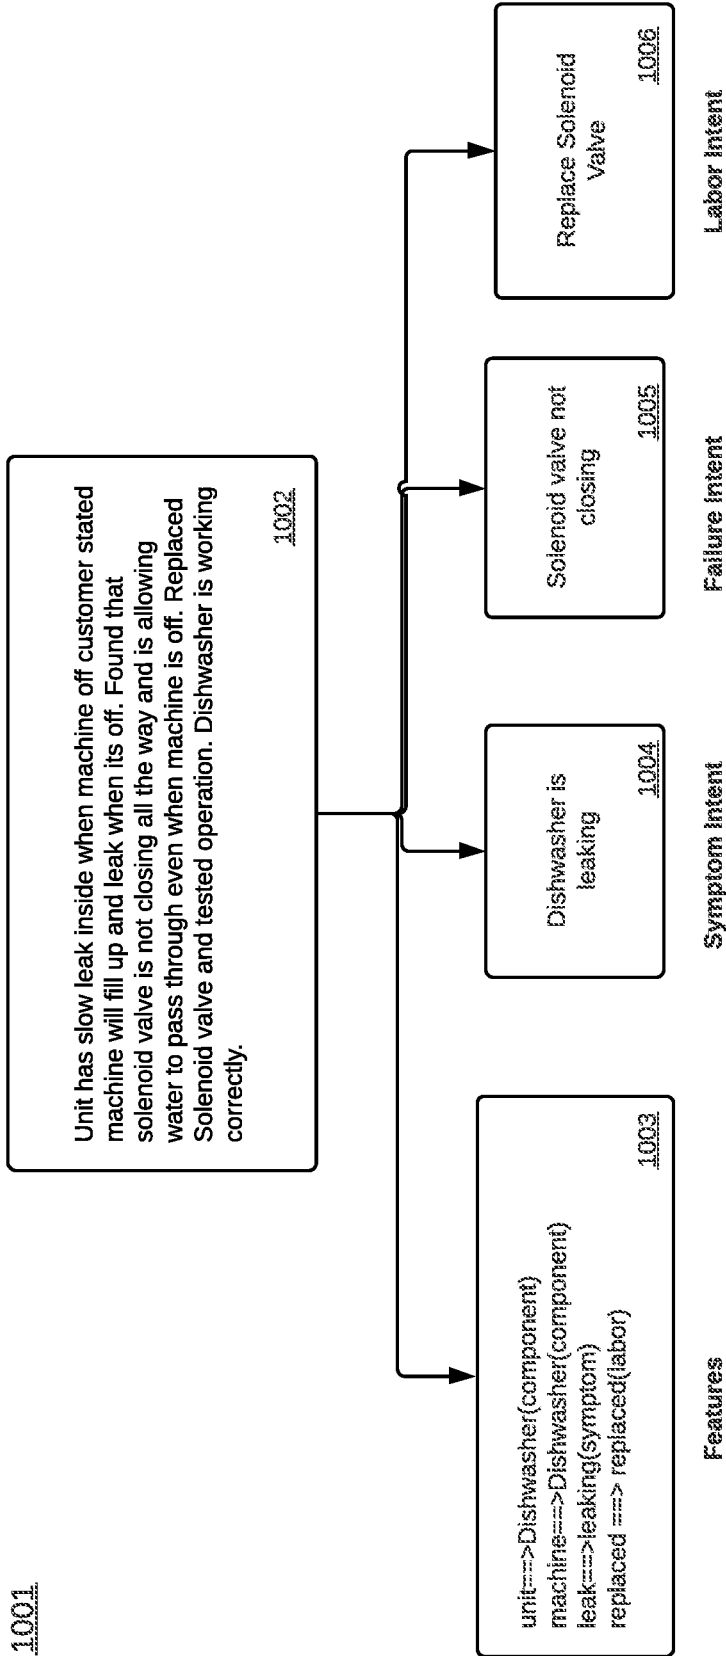 1001
Unit has slow leak inside when machine off customer stated
machine will fill up and leak when its off. Found that
solenoid valve is not closing all the way and is allowing
water to pass through even when machine is off. Replaced
Solenoid valve and tested operation. Dishwasher is working
correctly.
1002
unit==>Dishwasher(component)
machine==>Dishwasher(component)
leak==>leaking(symptom)
replaced ==> replaced(labor)
1003
Features
Dishwasher is
leaking
1004
Symptom Intent
Solenoid valve not
closing
1005
Failure Intent
Replace Solenoid
Valve
1006
Labor Intent